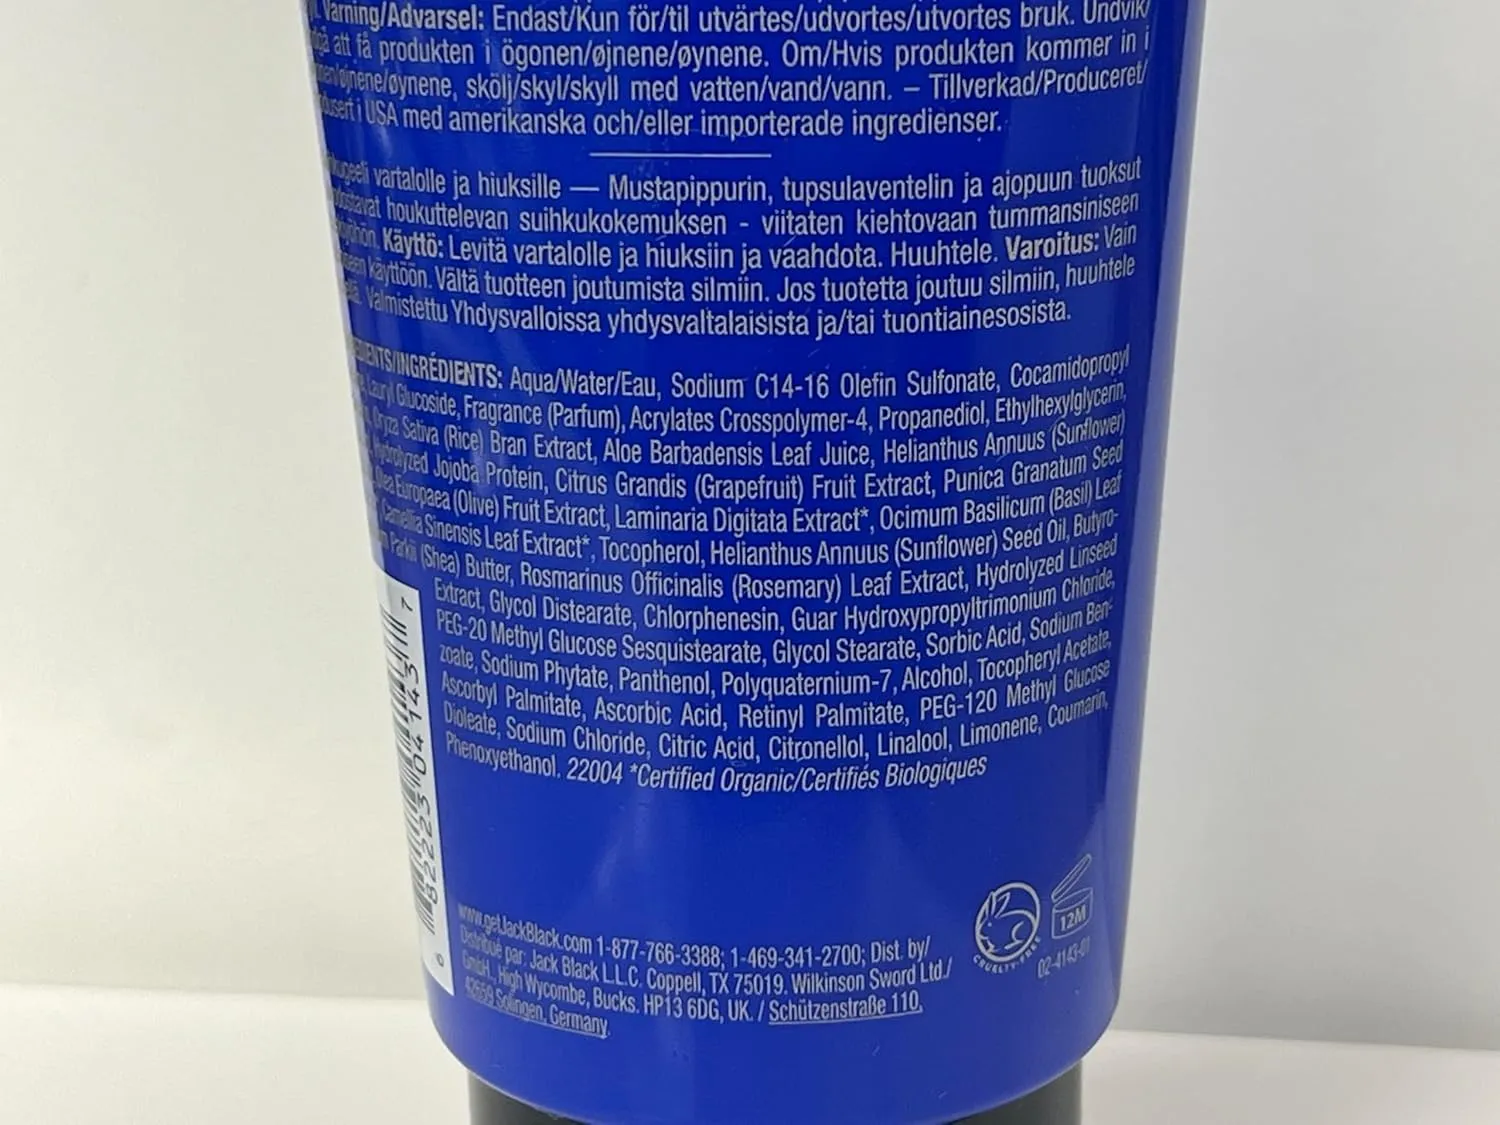 Varning/Advarsel: Endast/Kun för/til utvärtes/udvortes/utvortes bruk. Undvik/
att få produkten i ögonen/øjnene/øynene. Om/Hvis produkten kommer in i
skölj/skyl/skyll med vatten/vand/vann. – Tillverkad/Produceret/
i USA med amerikanska och/eller importerade ingredienser.
vartalolle ja hiuksille — Mustapippurin, tupsulaventelin ja ajopuun tuoksut
houkuttelevan suihkukokemuksen - viitaten kiehtovaan tummansiniseen
Käyttö: Levitä vartalolle ja hiuksiin ja vaahdota. Huuhtele. Varoitus: Vain
käyttöön. Vältä tuotteen joutumista silmiin. Jos tuotetta joutuu silmiin, huuhtele
Valmistettu Yhdysvalloissa yhdysvaltalaisista ja/tai tuontiainesosista.
/INGRÉDIENTS: Aqua/Water/Eau, Sodium C14-16 Olefin Sulfonate, Cocamidopropyl
Lauryl Glucoside, Fragrance (Parfum), Acrylates Crosspolymer-4, Propanediol, Ethylhexylglycerin,
Oryza Sativa (Rice) Bran Extract, Aloe Barbadensis Leaf Juice, Helianthus Annuus (Sunflower)
Hydrolyzed Jojoba Protein, Citrus Grandis (Grapefruit) Fruit Extract, Punica Granatum Seed
Olea Europaea (Olive) Fruit Extract, Laminaria Digitata Extract*, Ocimum Basilicum (Basil) Leaf
Camellia Sinensis Leaf Extract*, Tocopherol, Helianthus Annuus (Sunflower) Seed Oil, Butyro-
Parkii (Shea) Butter, Rosmarinus Officinalis (Rosemary) Leaf Extract, Hydrolyzed Linseed
Extract, Glycol Distearate, Chlorphenesin, Guar Hydroxypropyltrimonium Chloride,
PEG-20 Methyl Glucose Sesquistearate, Glycol Stearate, Sorbic Acid, Sodium Ben-
zoate, Sodium Phytate, Panthenol, Polyquaternium-7, Alcohol, Tocopheryl Acetate,
Ascorbyl Palmitate, Ascorbic Acid, Retinyl Palmitate, PEG-120 Methyl Glucose
Dioleate, Sodium Chloride, Citric Acid, Citronellol, Linalool, Limonene, Coumarin,
Phenoxyethanol. 22004 *Certified Organic/Certifiés Biologiques
8 22223 04143 7
www.getJackBlack.com 1-877-766-3388; 1-469-341-2700; Dist. by/
Distribué par: Jack Black L.L.C. Coppell, TX 75019. Wilkinson Sword Ltd./
GmbH., High Wycombe, Bucks. HP13 6DG, UK. / Schützenstraße 110,
42659 Solingen, Germany.
CRUELTY-FREE
12M
02-4143-01